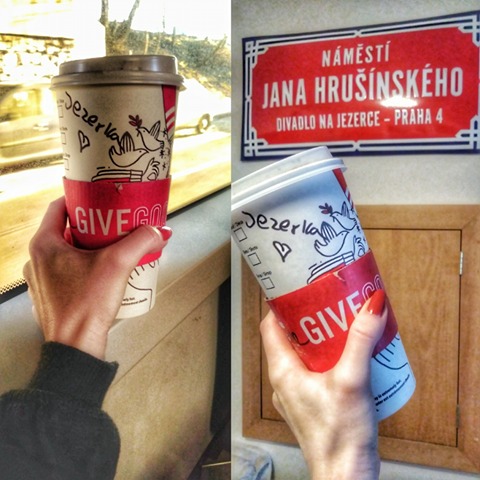 Jezerka
GIVEGO
NÁMĚSTÍ
JANA HRUŠÍNSKÉHO
DIVADLO NA JEZERCE – PRAHA 4
Jezerka
GIVEGO